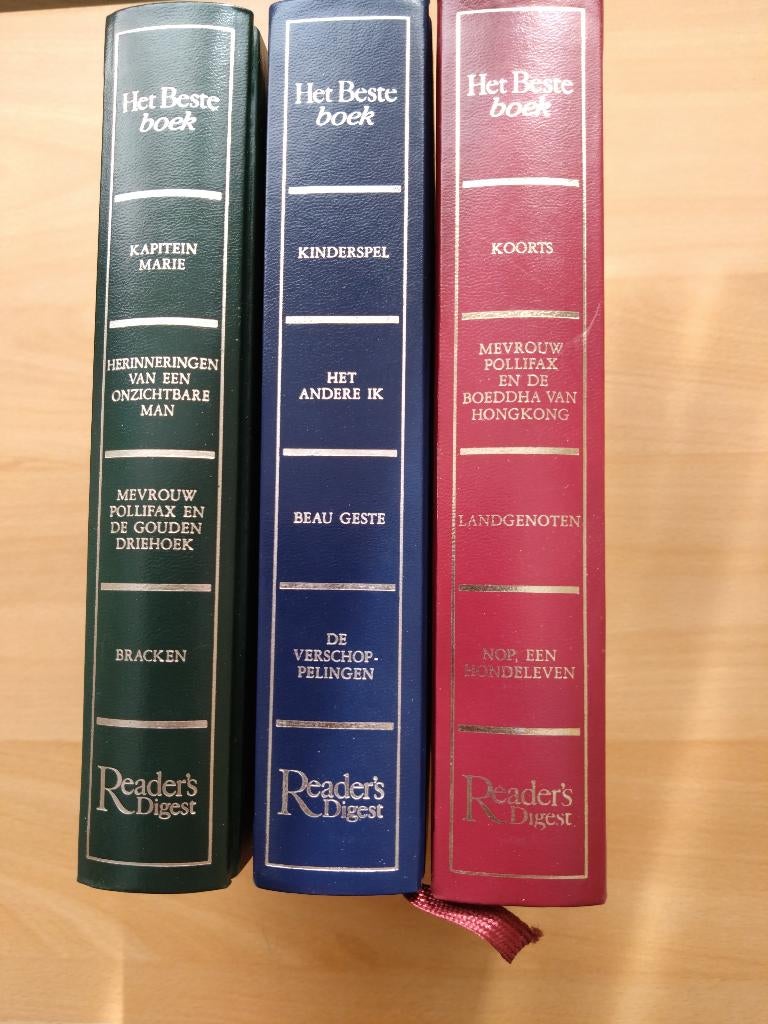 Het Beste
boek
KAPITEIN
MARIE
HERINNERINGEN
VAN EEN
ONZICHTBARE
MAN
MEVROUW
POLLIFAX EN
DE GOUDEN
DRIEHOEK
BRACKEN
Reader's
Digest
Het Beste
boek
KINDERSPEL
HET
ANDERE IK
BEAU GESTE
DE
VERSCHOP-
PELINGEN
Reader's
Digest
Het Beste
boek
KOORTS
MEVROUW
POLLIFAX
EN DE
BOEDDHA VAN
HONGKONG
LANDGENOTEN
NOP, EEN
HONDELEVEN
Reader's
Digest